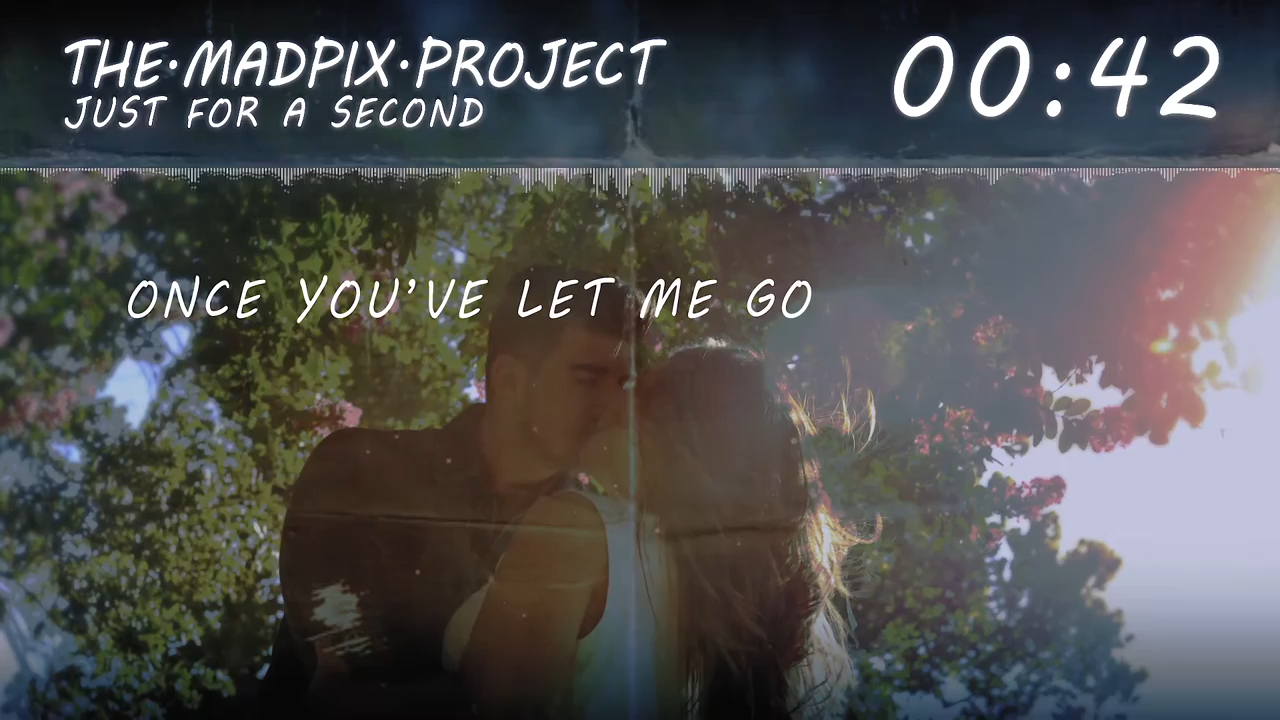 THE·MADPIX·PROJECT
JUST FOR A SECOND
00:42
ONCE YOU'VE LET ME GO